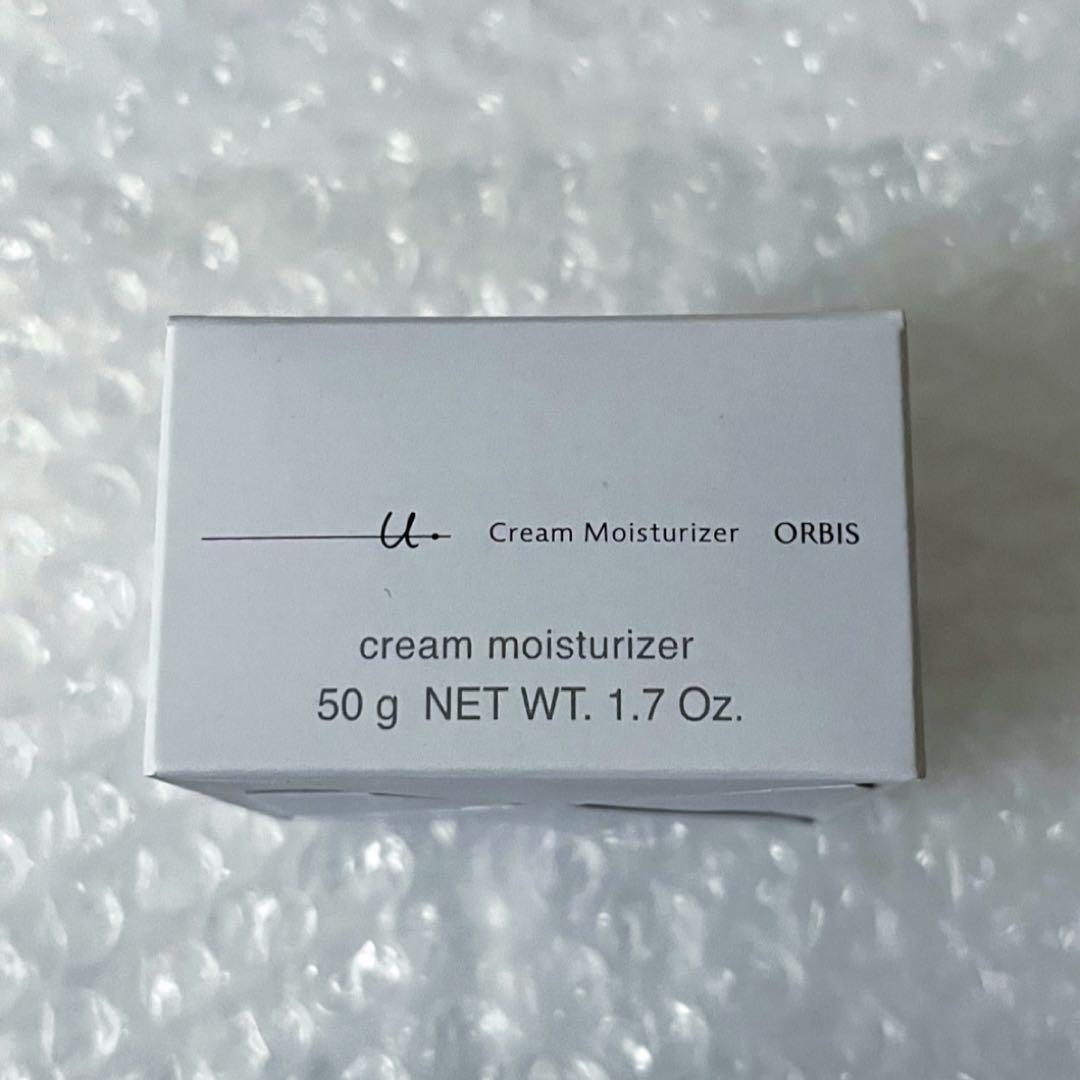 u. Cream Moisturizer ORBIS
cream moisturizer
50 g NET WT. 1.7 Oz.